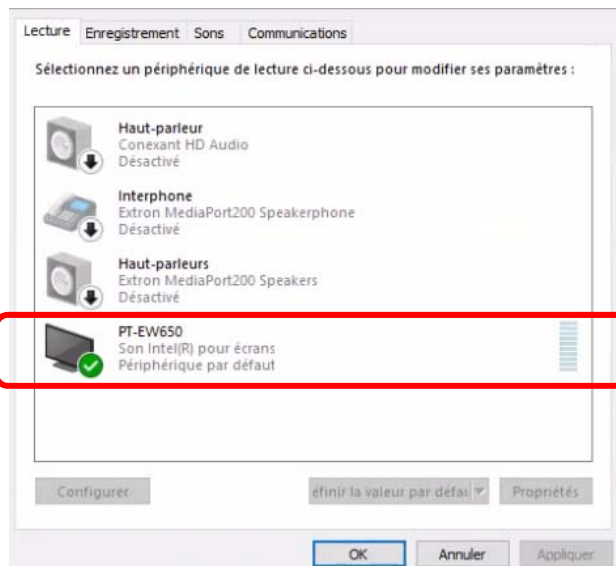 Lecture Enregistrement Sons Communications
Sélectionnez un périphérique de lecture ci-dessous pour modifier ses paramètres :
Haut-parleur
Conexant HD Audio
Désactivé
Interphone
Extron MediaPort200 Speakerphone
Désactivé
Haut-parleurs
Extron MediaPort200 Speakers
Désactivé
PT-EW650
Son Intel(R) pour écrans
Périphérique par défaut
Configurer éfinir la valeur par défau Propriétés
OK Annuler Appliquer